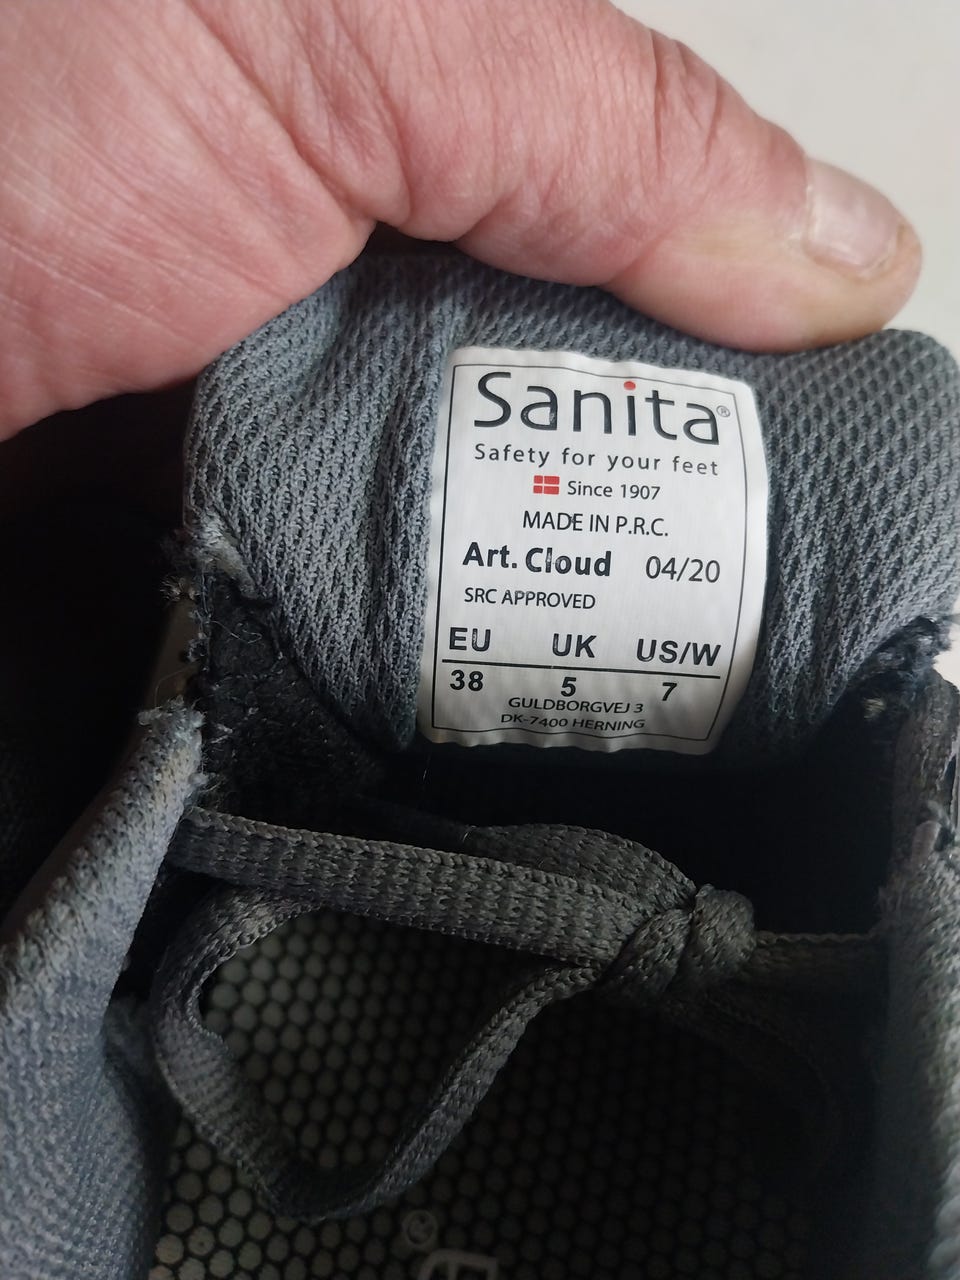 Sanita®
Safety for your feet
Since 1907
MADE IN P.R.C.
Art. Cloud 04/20
SRC APPROVED
EU UK US/W
38 5 7
GULDBORGVEJ 3
DK-7400 HERNING